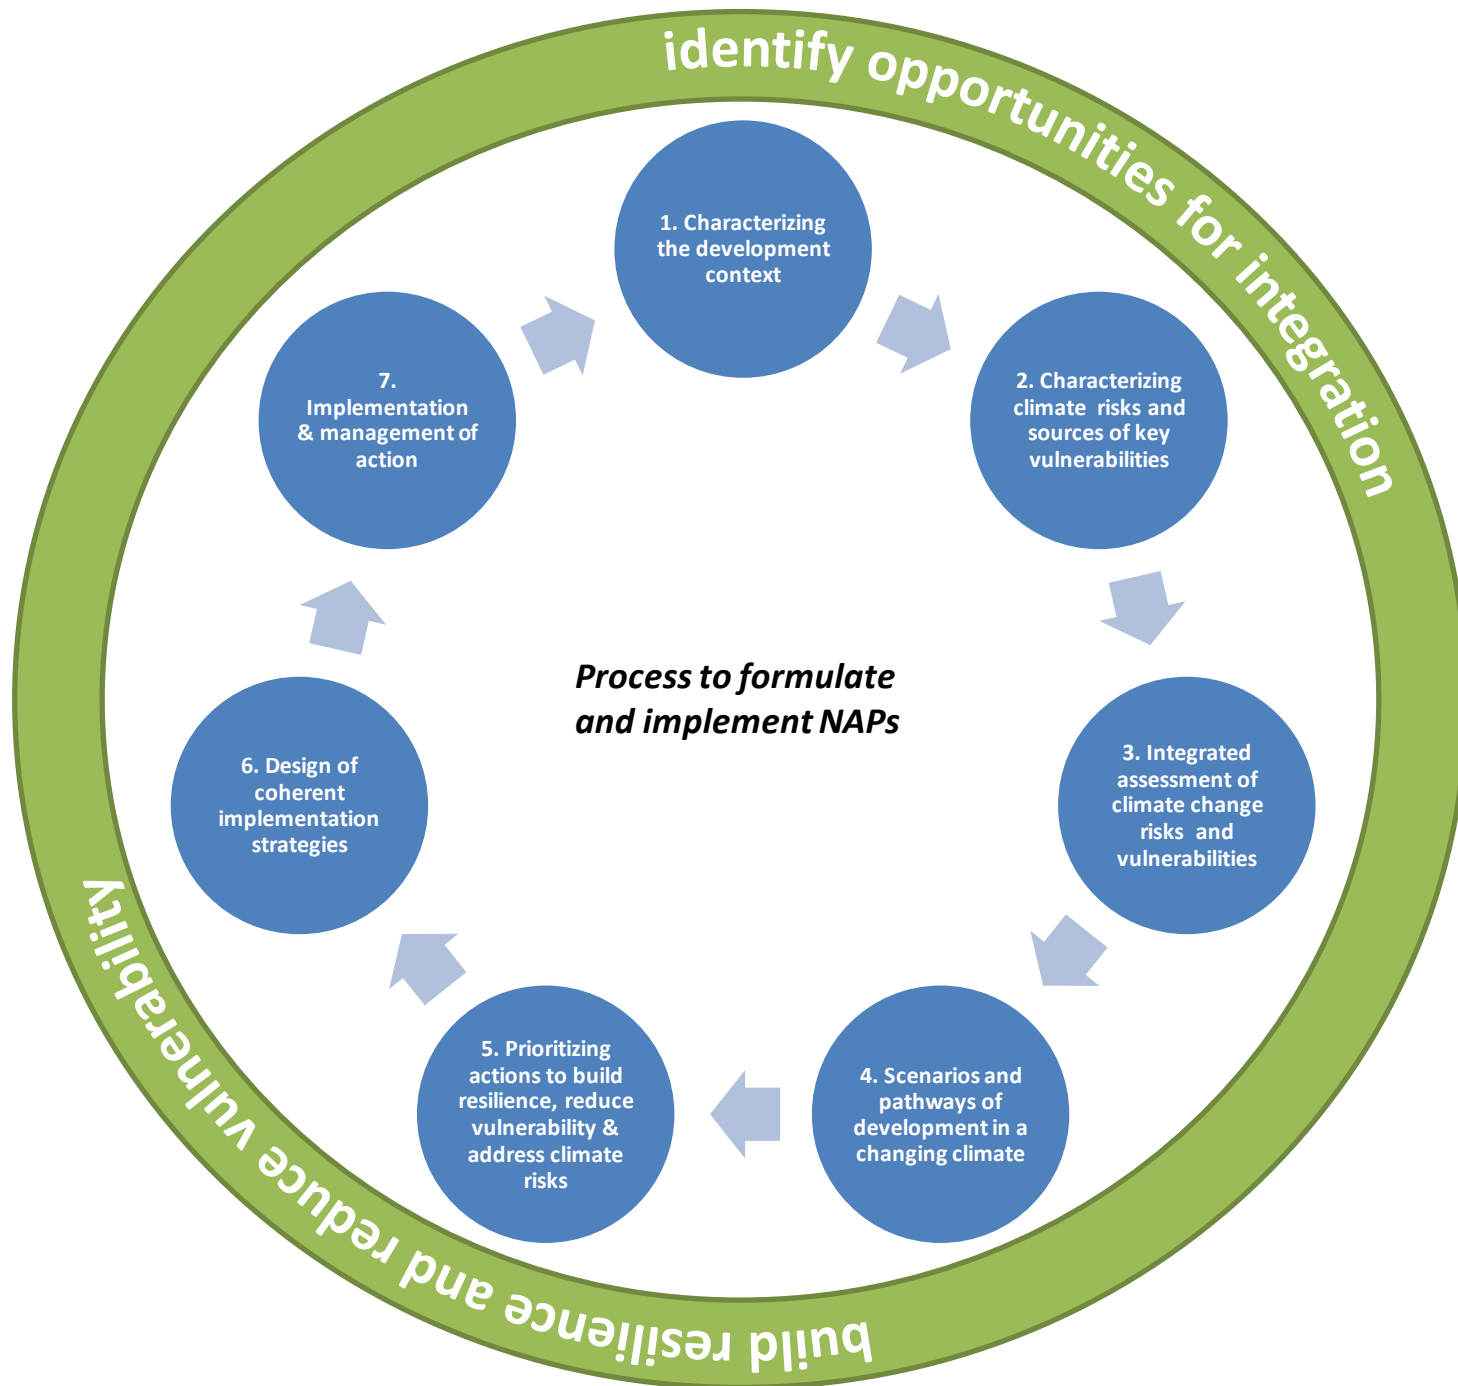 identify opportunities for integration
1. Characterizing
the development
context
2. Characterizing
climate risks and
sources of key
vulnerabilities
3. Integrated
assessment of
climate change
risks and
vulnerabilities
4. Scenarios and
pathways of
development in a
changing climate
5. Prioritizing
actions to build
resilience, reduce
vulnerability &
address climate
risks
6. Design of
coherent
implementation
strategies
7.
Implementation
& management of
action
Process to formulate
and implement NAPs
build resilience and reduce vulnerability